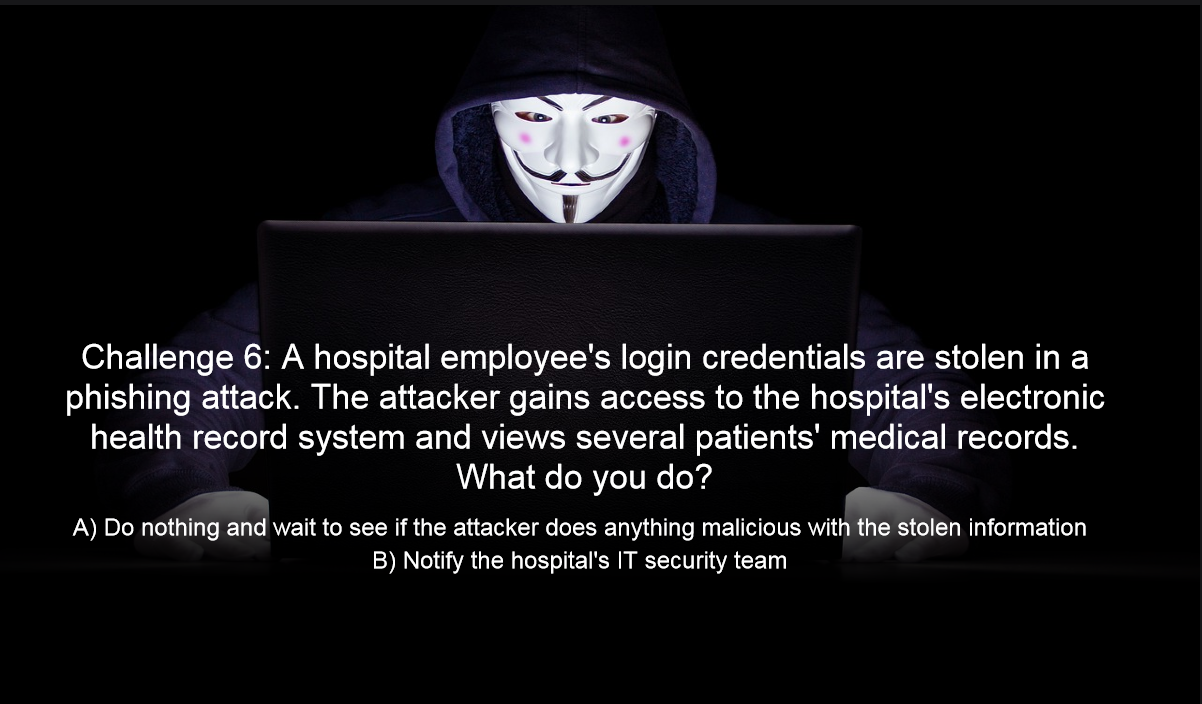 Challenge 6: A hospital employee's login credentials are stolen in a
phishing attack. The attacker gains access to the hospital's electronic
health record system and views several patients' medical records.
What do you do?
A) Do nothing and wait to see if the attacker does anything malicious with the stolen information
B) Notify the hospital's IT security team